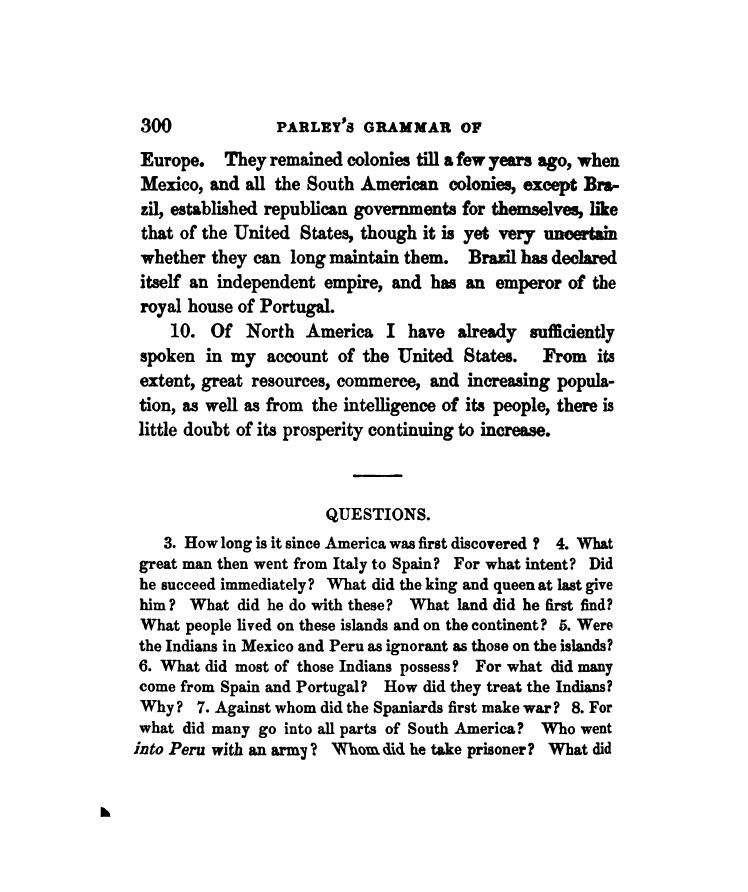 300 PARLEY'S GRAMMAR OF
Europe. They remained colonies till a few years ago, when
Mexico, and all the South American colonies, except Bra-
zil, established republican governments for themselves, like
that of the United States, though it is yet very uncertain
whether they can long maintain them. Brazil has declared
itself an independent empire, and has an emperor of the
royal house of Portugal.
10. Of North America I have already sufficiently
spoken in my account of the United States. From its
extent, great resources, commerce, and increasing popula-
tion, as well as from the intelligence of its people, there is
little doubt of its prosperity continuing to increase.
QUESTIONS.
3. How long is it since America was first discovered? 4. What
great man then went from Italy to Spain? For what intent? Did
he succeed immediately? What did the king and queen at last give
him? What did he do with these? What land did he first find?
What people lived on these islands and on the continent? 5. Were
the Indians in Mexico and Peru as ignorant as those on the islands?
6. What did most of those Indians possess? For what did many
come from Spain and Portugal? How did they treat the Indians?
Why? 7. Against whom did the Spaniards first make war? 8. For
what did many go into all parts of South America? Who went
into Peru with an army? Whom did he take prisoner? What did